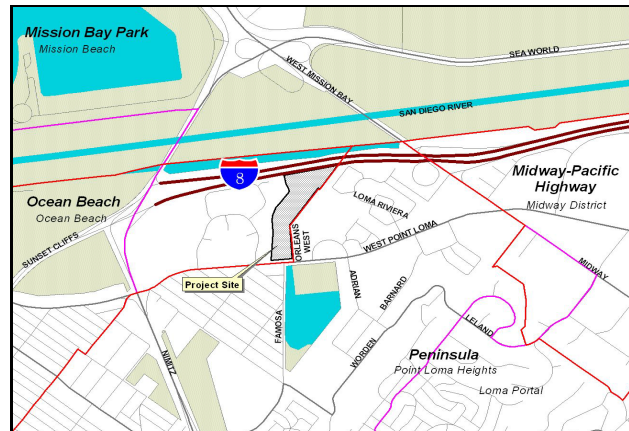 Mission Bay Park
Mission Beach
SEA WORLD
WEST MISSION BAY
SAN DIEGO RIVER
8
Midway-Pacific
Highway
Midway District
Ocean Beach
Ocean Beach
LOMA RIVIERA
SUNSET CLIFFS
ORLEANS
WEST
WEST POINT LOMA
MIDWAY
Project Site
ADRIAN
BARNARD
FAMOSA
LELAND
WORDEN
NIMITZ
Peninsula
Point Loma Heights
Loma Portal